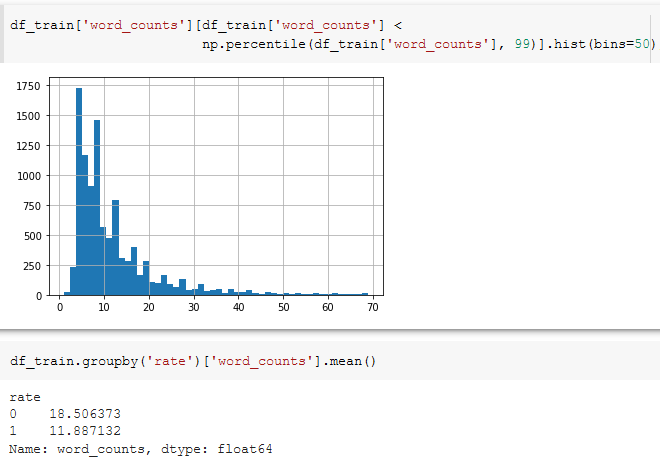 df_train['word_counts'][df_train['word_counts'] <
np.percentile(df_train['word_counts'], 99)].hist(bins=50)
1750
1500
1250
1000
750
500
250
0
0 10 20 30 40 50 60 70
df_train.groupby('rate')['word_counts'].mean()
rate
0 18.506373
1 11.887132
Name: word_counts, dtype: float64